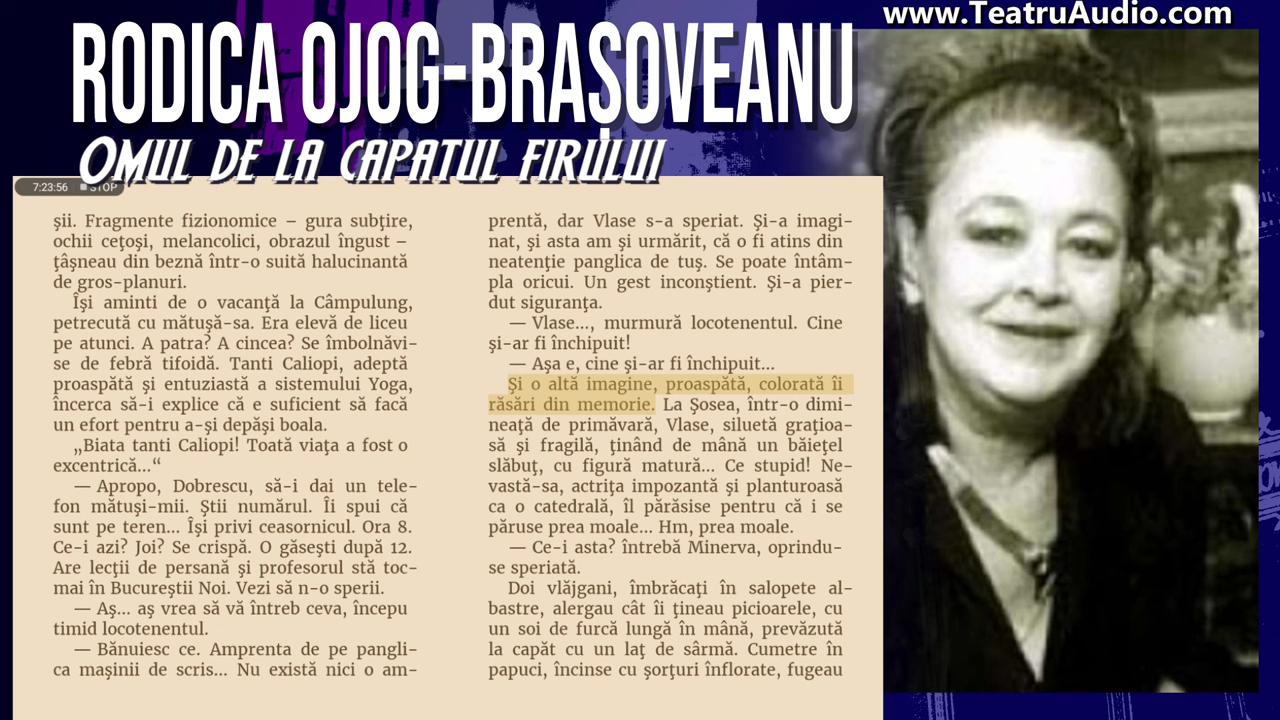 www.TeatruAudio.com
RODICA OJOG-BRAȘOVEANU
OMUL DE LA CAPATUL FIRULUI
7:23:56 STOP
şii. Fragmente fizionomice – gura subţire,
ochii ceţoşi, melancolici, obrazul îngust –
ţâşneau din beznă într-o suită halucinantă
de gros-planuri.
Îşi aminti de o vacanţă la Câmpulung,
petrecută cu mătuşă-sa. Era elevă de liceu
pe atunci. A patra? A cincea? Se îmbolnăvi-
se de febră tifoidă. Tanti Caliopi, adeptă
proaspătă şi entuziastă a sistemului Yoga,
încerca să-i explice că e suficient să facă
un efort pentru a-şi depăşi boala.
„Biata tanti Caliopi! Toată viaţa a fost o
excentrică...“
— Apropo, Dobrescu, să-i dai un tele-
fon mătuşi-mii. Ştii numărul. Îi spui că
sunt pe teren... Îşi privi ceasornicul. Ora 8.
Ce-i azi? Joi? Se crispă. O găseşti după 12.
Are lecţii de persană şi profesorul stă toc-
mai în Bucureştii Noi. Vezi să n-o sperii.
— Aş... aş vrea să vă întreb ceva, începu
timid locotenentul.
— Bănuiesc ce. Amprenta de pe pangli-
ca maşinii de scris... Nu există nici o am-
prentă, dar Vlase s-a speriat. Şi-a imagi-
nat, şi asta am şi urmărit, că o fi atins din
neatenţie panglica de tuş. Se poate întâm-
pla oricui. Un gest inconştient. Şi-a pier-
dut siguranţa.
— Vlase..., murmură locotenentul. Cine
şi-ar fi închipuit!
— Aşa e, cine şi-ar fi închipuit...
Şi o altă imagine, proaspătă, colorată îi
răsări din memorie. La Şosea, într-o dimi-
neaţă de primăvară, Vlase, siluetă graţioa-
să şi fragilă, ţinând de mână un băieţel
slăbuţ, cu figură matură... Ce stupid! Ne-
vastă-sa, actriţa impozantă şi planturoasă
ca o catedrală, îl părăsise pentru că i se
păruse prea moale... Hm, prea moale.
— Ce-i asta? întrebă Minerva, oprindu-
se speriată.
Doi vlăjgani, îmbrăcaţi în salopete al-
bastre, alergau cât îi ţineau picioarele, cu
un soi de furcă lungă în mână, prevăzută
la capăt cu un laţ de sârmă. Cumetre în
papuci, încinse cu şorţuri înflorate, fugeau